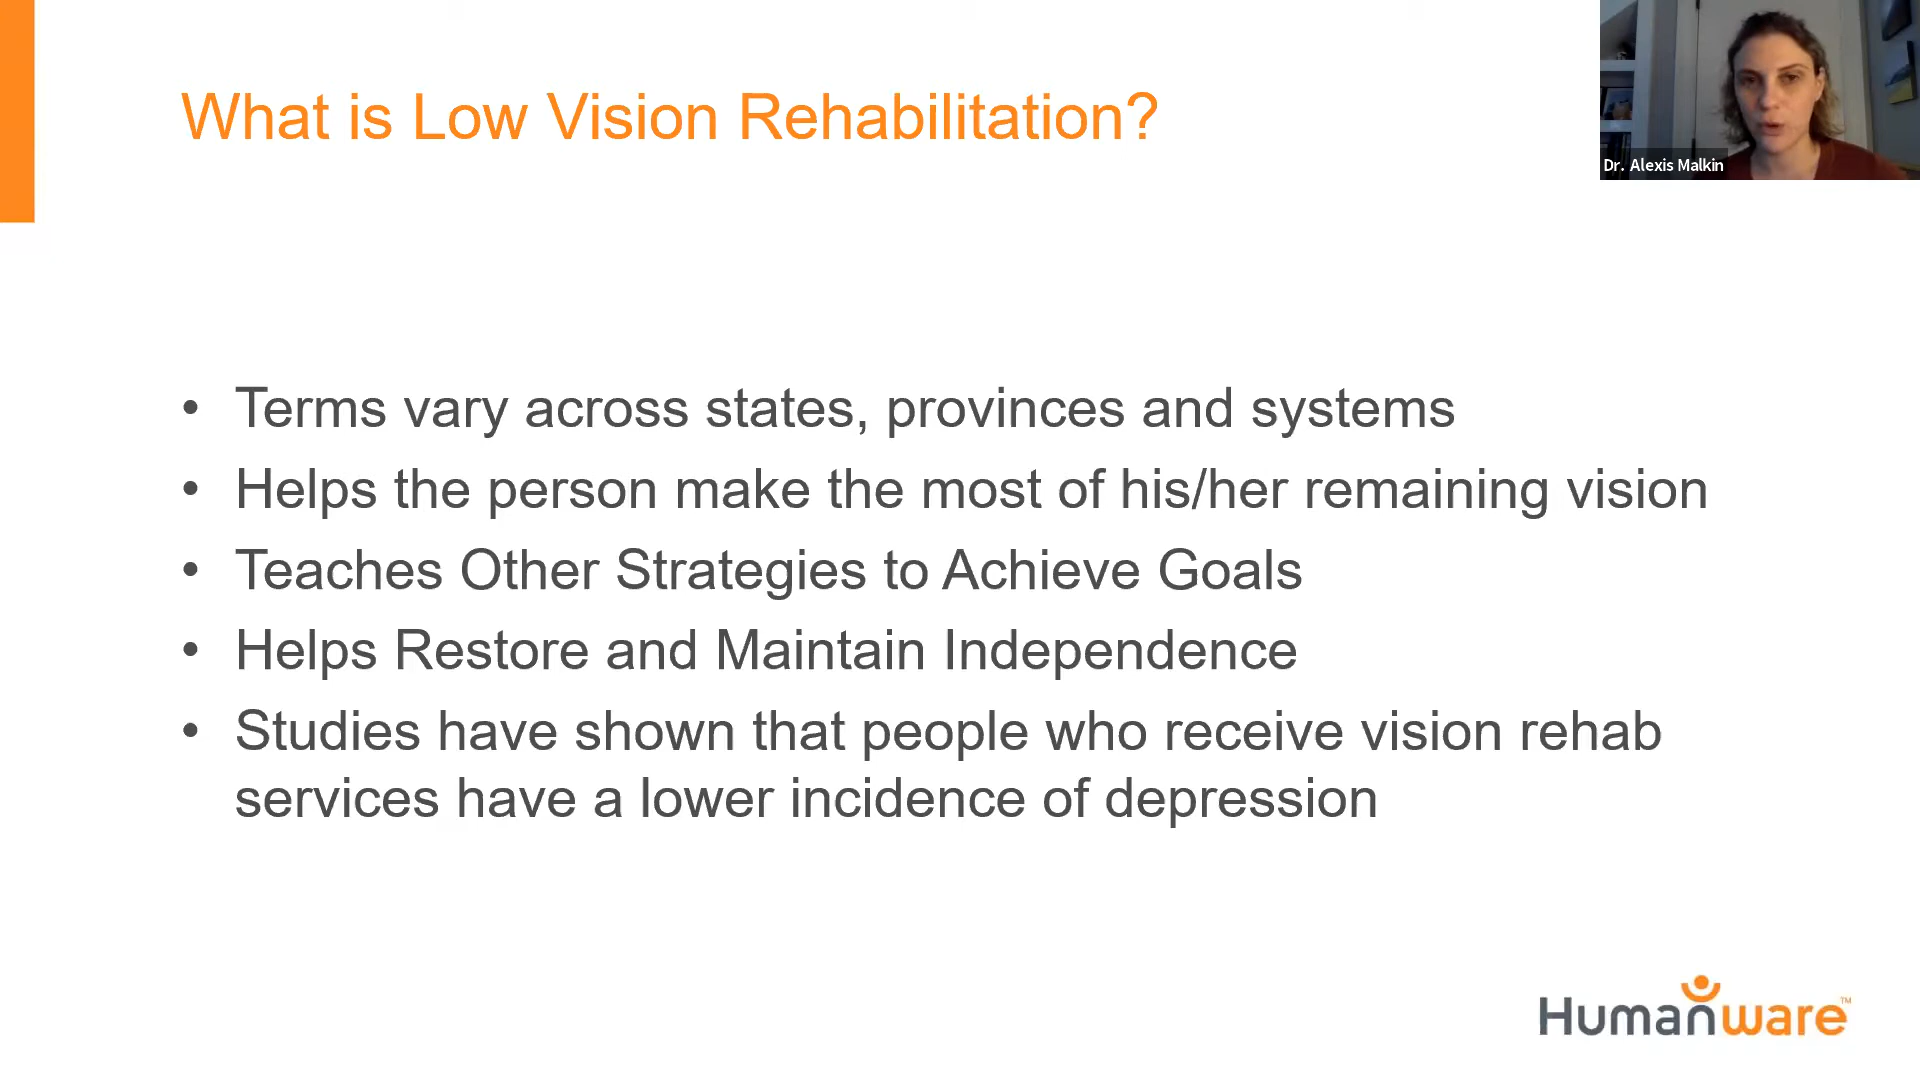 What is Low Vision Rehabilitation?
Dr. Alexis Malkin
• Terms vary across states, provinces and systems
• Helps the person make the most of his/her remaining vision
• Teaches Other Strategies to Achieve Goals
• Helps Restore and Maintain Independence
• Studies have shown that people who receive vision rehab
services have a lower incidence of depression
Humanware™